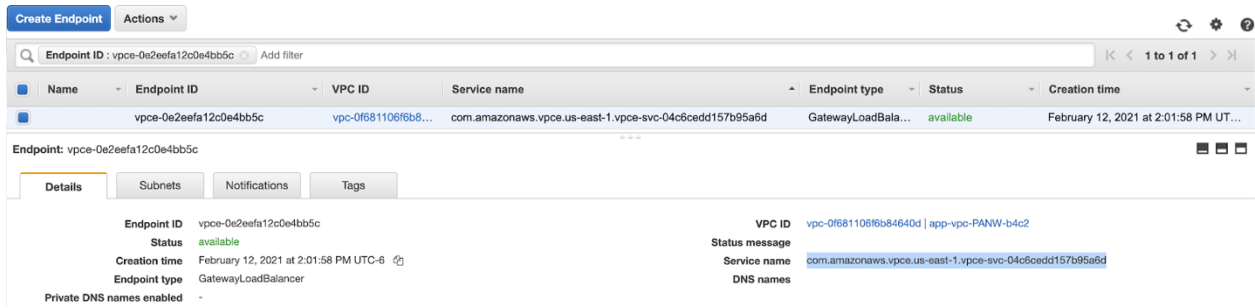 Create Endpoint Actions
Endpoint ID : vpce-0e2eefa12c0e4bb5c Add filter 1 to 1 of 1
Name Endpoint ID VPC ID Service name Endpoint type Status Creation time
vpce-0e2eefa12c0e4bb5c vpc-0f681106f6b8... com.amazonaws.vpce.us-east-1.vpce-svc-04c6cedd157b95a6d GatewayLoadBala... available February 12, 2021 at 2:01:58 PM UT...
Endpoint: vpce-0e2eefa12c0e4bb5c
Details Subnets Notifications Tags
Endpoint ID vpce-0e2eefa12c0e4bb5c VPC ID vpc-0f681106f6b84640d | app-vpc-PANW-b4c2
Status available Status message
Creation time February 12, 2021 at 2:01:58 PM UTC-6 Service name com.amazonaws.vpce.us-east-1.vpce-svc-04c6cedd157b95a6d
Endpoint type GatewayLoadBalancer DNS names
Private DNS names enabled -